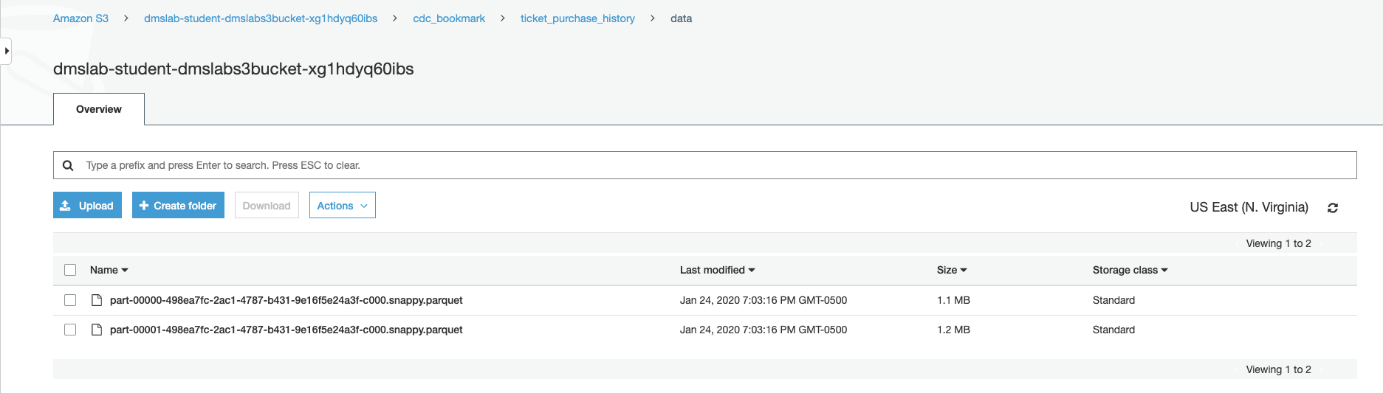 Amazon S3 > dmslab-student-dmslabs3bucket-xg1hdyq60ibs > cdc_bookmark > ticket_purchase_history > data
dmslab-student-dmslabs3bucket-xg1hdyq60ibs
Overview
Type a prefix and press Enter to search. Press ESC to clear.
Upload + Create folder Download Actions US East (N. Virginia)
Viewing 1 to 2
Name Last modified Size Storage class
part-00000-498ea7fc-2ac1-4787-b431-9e16f5e24a3f-c000.snappy.parquet Jan 24, 2020 7:03:16 PM GMT-0500 1.1 MB Standard
part-00001-498ea7fc-2ac1-4787-b431-9e16f5e24a3f-c000.snappy.parquet Jan 24, 2020 7:03:16 PM GMT-0500 1.2 MB Standard
Viewing 1 to 2